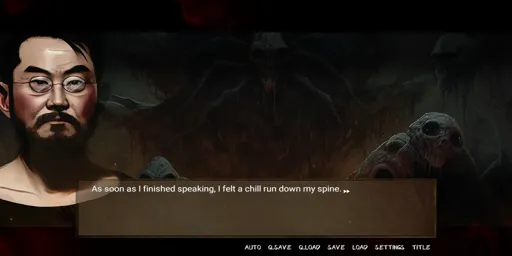 As soon as I finished speaking, I felt a chill run down my spine.
AUTO Q.SAVE Q.LOAD SAVE LOAD SETTINGS TITLE